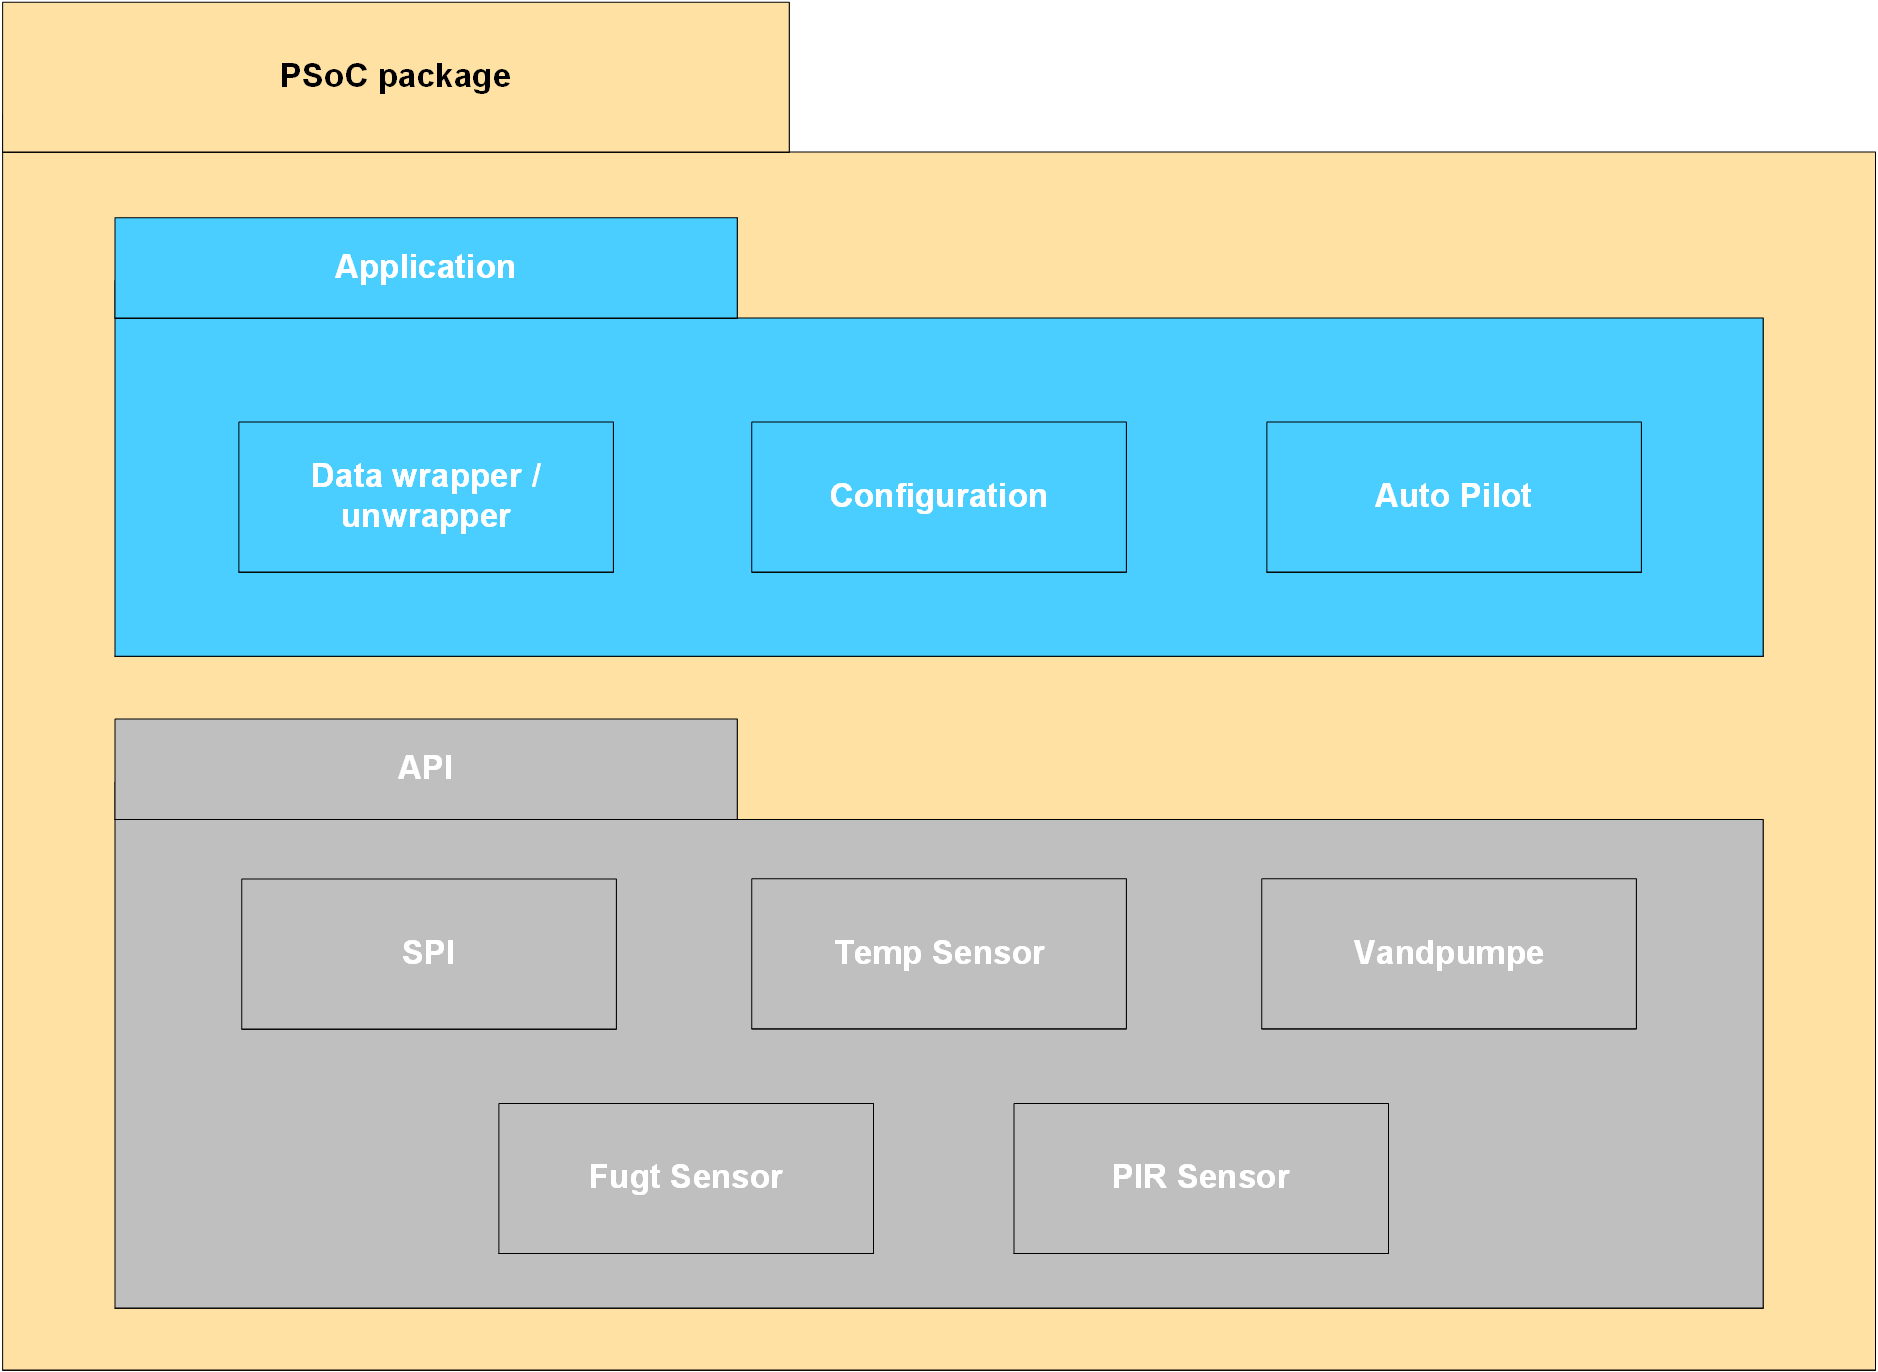 PSoC package
Application
Data wrapper /
unwrapper
Configuration
Auto Pilot
API
SPI
Temp Sensor
Vandpumpe
Fugt Sensor
PIR Sensor